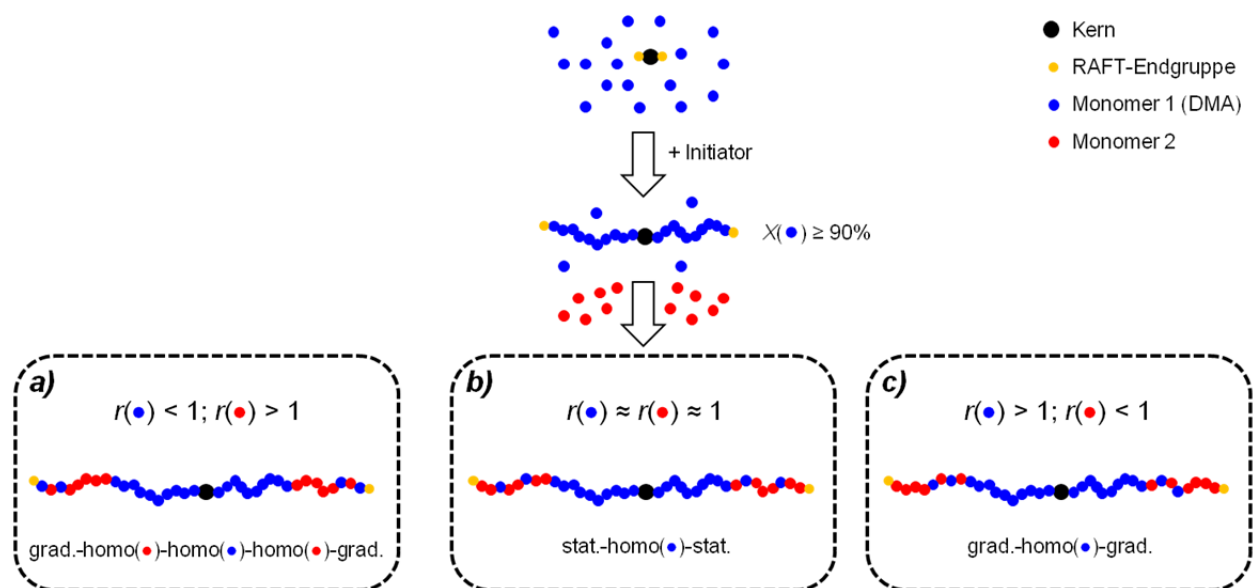 Kern
RAFT-Endgruppe
Monomer 1 (DMA)
Monomer 2
+ Initiator
X(●) ≥ 90%
a)
r(●) < 1; r(●) > 1
grad.-homo(●)-homo(●)-homo(●)-grad.
b)
r(●) ≈ r(●) ≈ 1
stat.-homo(●)-stat.
c)
r(●) > 1; r(●) < 1
grad.-homo(●)-grad.